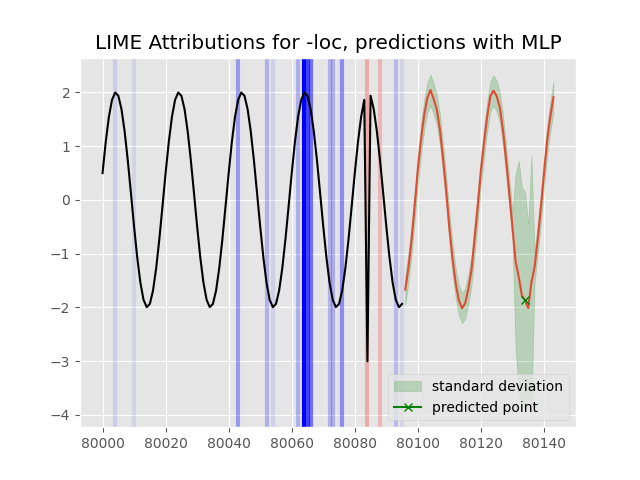 LIME Attributions for -loc, predictions with MLP
2
1
0
−1
−2
−3
−4
standard deviation
predicted point
80000 80020 80040 80060 80080 80100 80120 80140